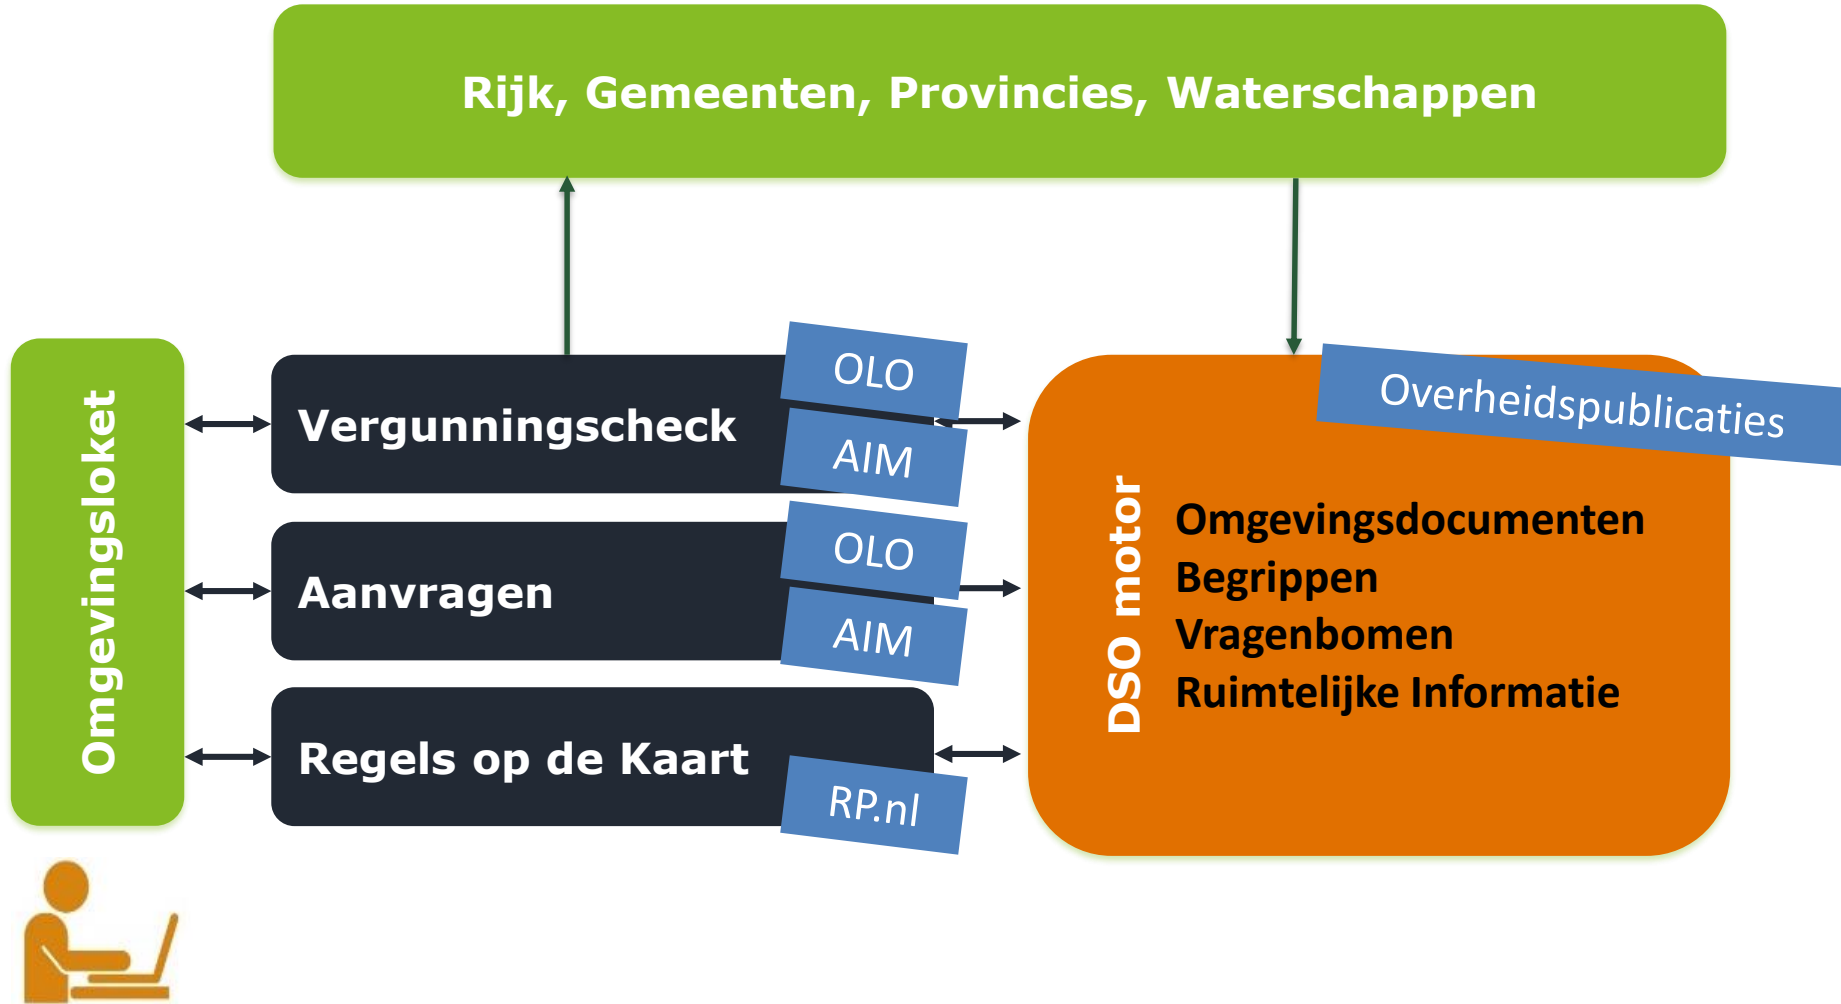 Rijk, Gemeenten, Provincies, Waterschappen
Omgevingsloket
Vergunningscheck
OLO
AIM
Aanvragen
OLO
AIM
Regels op de Kaart
RP.nl
Overheidspublicaties
DSO motor
Omgevingsdocumenten
Begrippen
Vragenbomen
Ruimtelijke Informatie